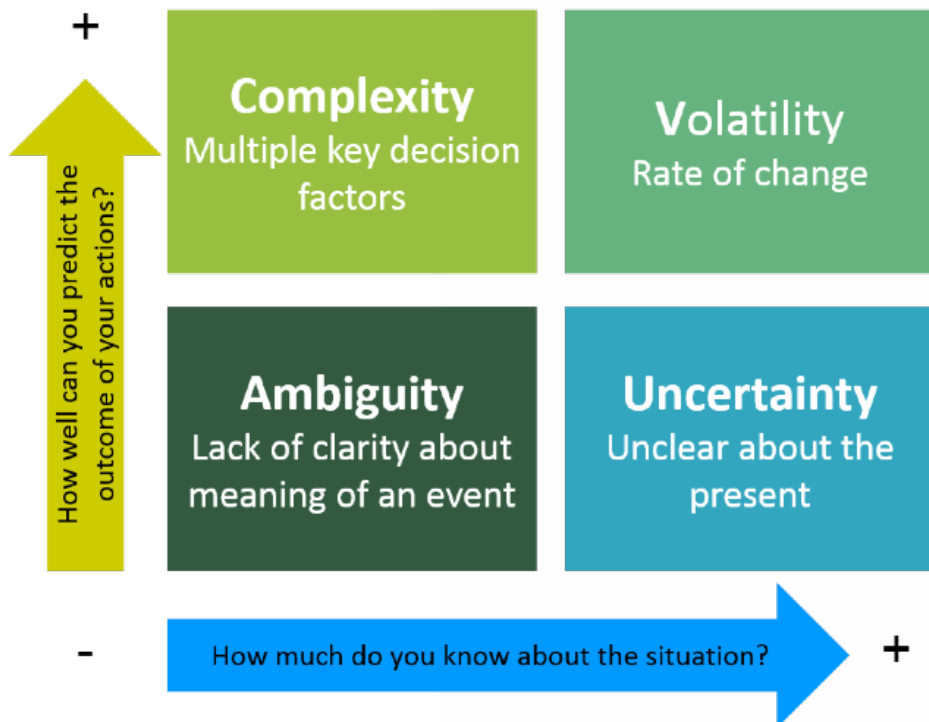 +
Complexity
Multiple key decision
factors
Volatility
Rate of change
How well can you predict the
outcome of your actions?
Ambiguity
Lack of clarity about
meaning of an event
Uncertainty
Unclear about the
present
-
How much do you know about the situation?
+